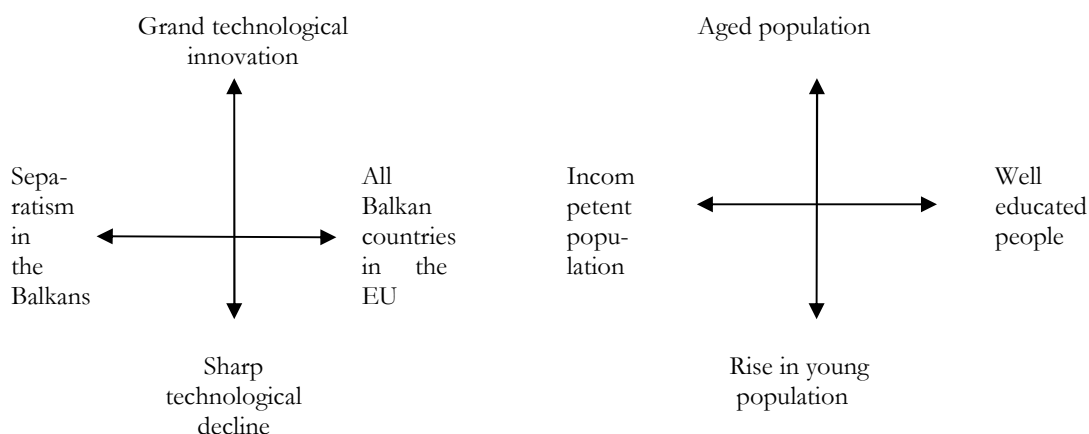 Grand technological
innovation
Sepa-
ratism
in
the
Balkans
All
Balkan
countries
in the
EU
Sharp
technological
decline
Aged population
Incom
petent
popu-
lation
Well
educated
people
Rise in young
population